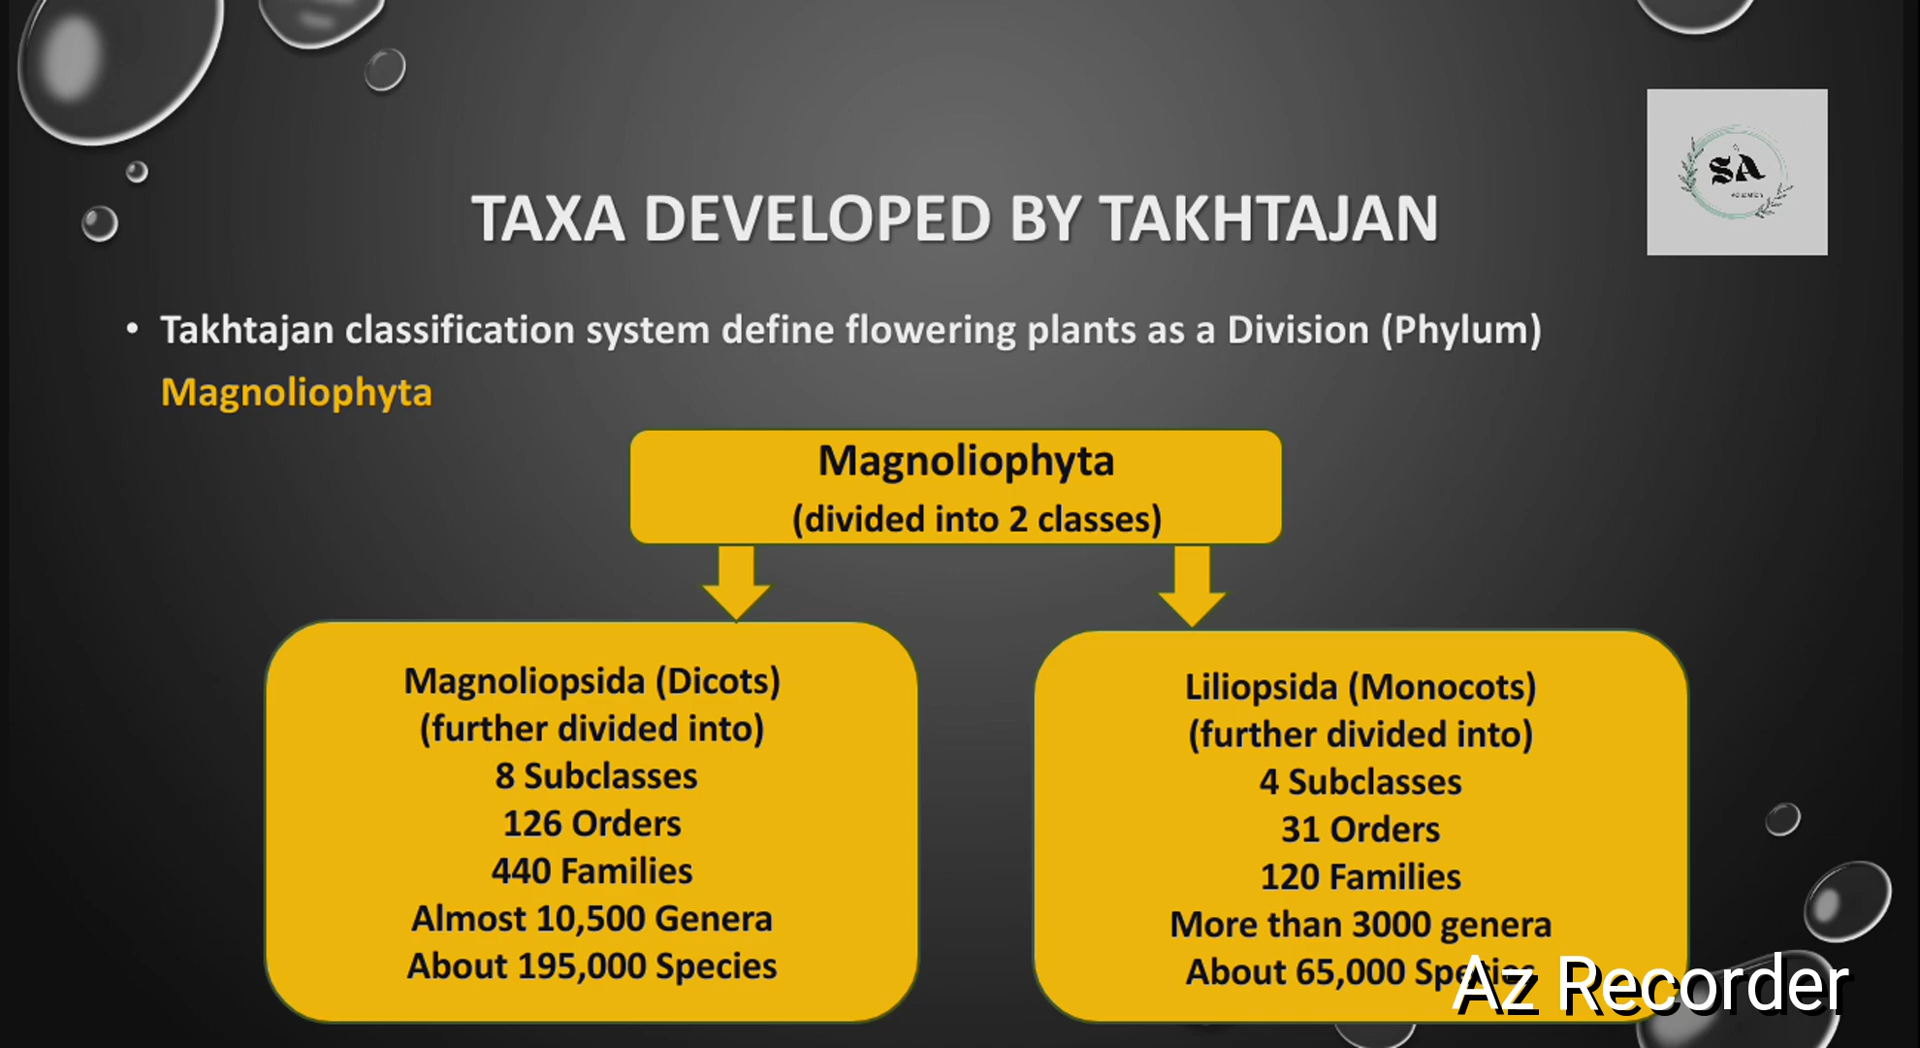 SA
TAXA DEVELOPED BY TAKHTAJAN
• Takhtajan classification system define flowering plants as a Division (Phylum)
Magnoliophyta
Magnoliophyta
(divided into 2 classes)
Magnoliopsida (Dicots)
(further divided into)
8 Subclasses
126 Orders
440 Families
Almost 10,500 Genera
About 195,000 Species
Liliopsida (Monocots)
(further divided into)
4 Subclasses
31 Orders
120 Families
More than 3000 genera
About 65,000 Species
Az Recorder